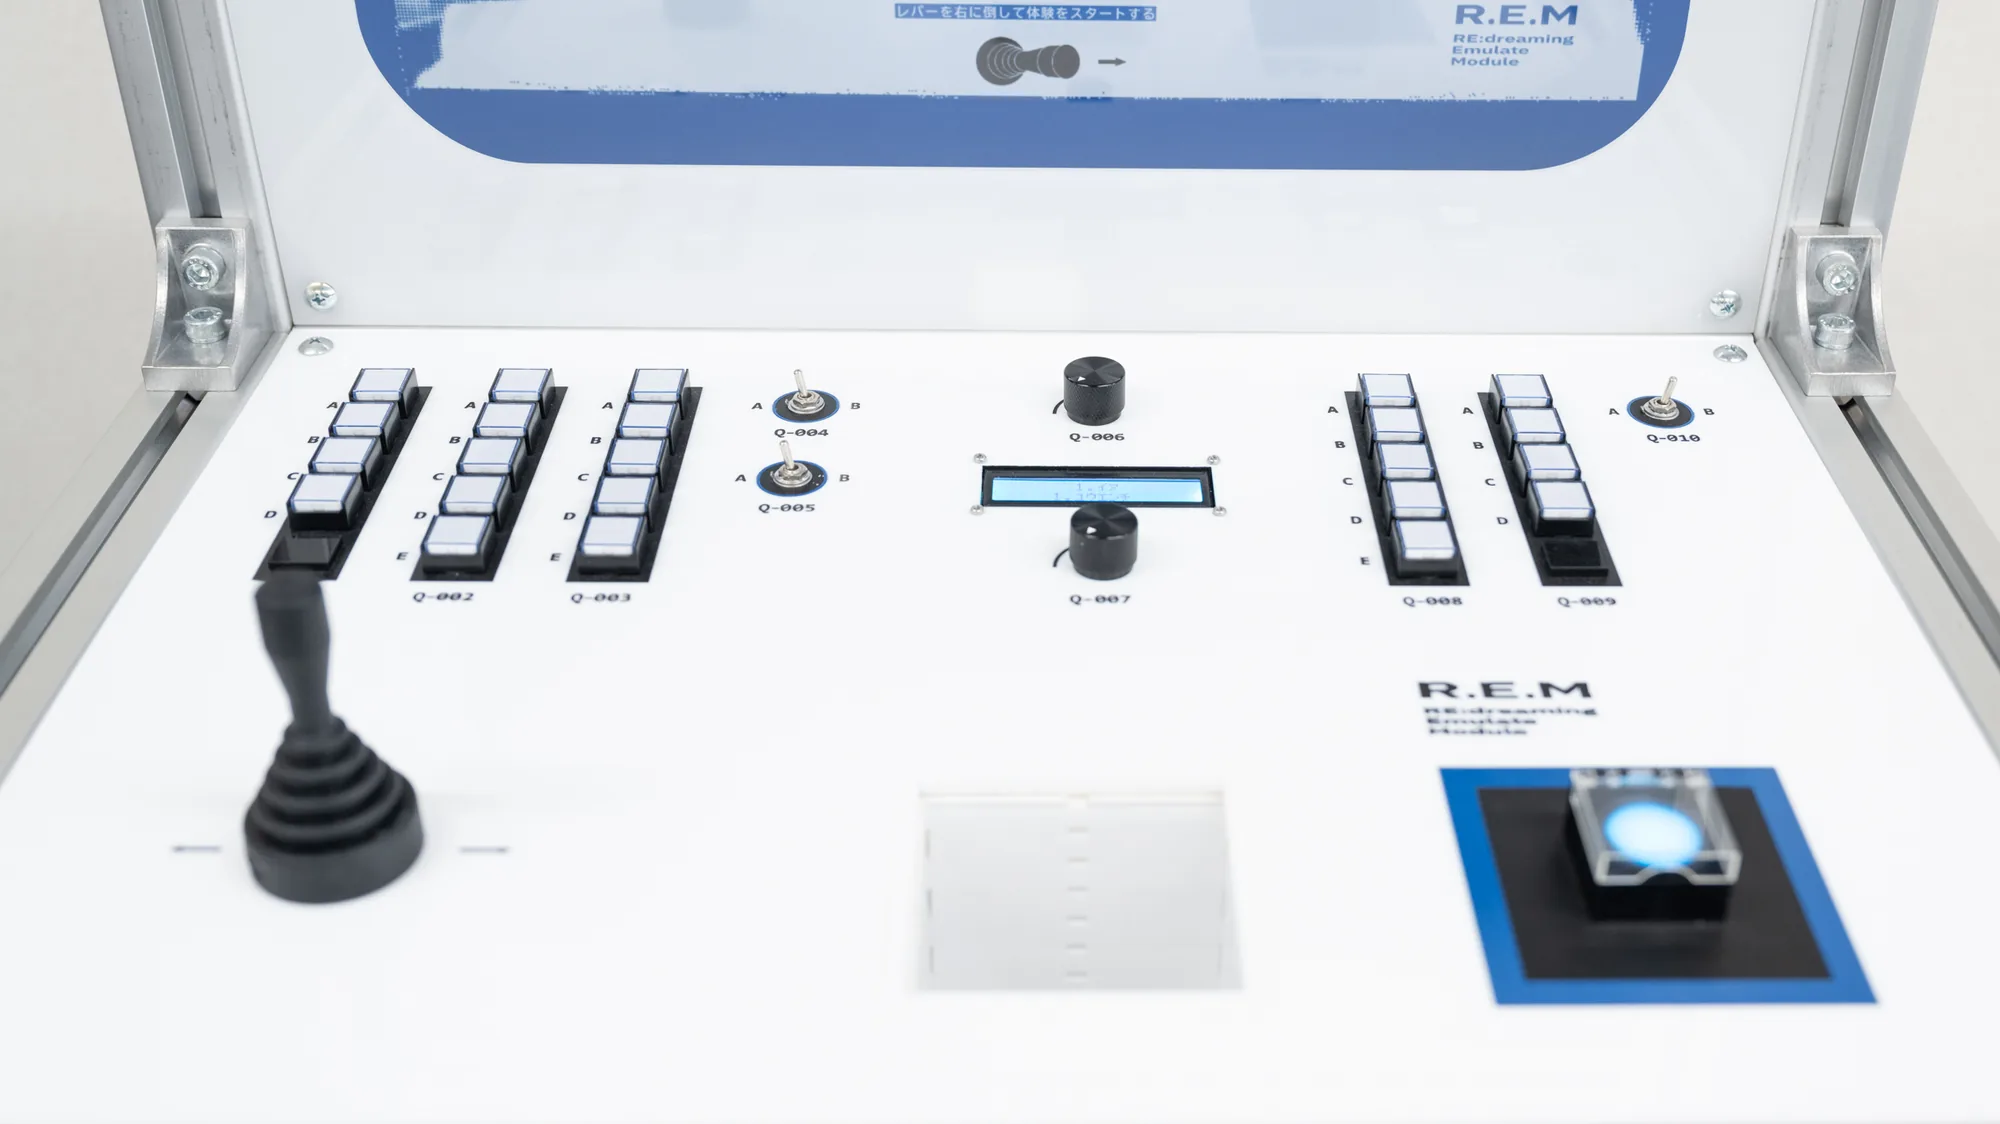 レバーを右に倒して体験をスタートする
R.E.M
RE:dreaming
Emulate
Module
A
B
C
D
A
B
C
D
E
Q-002
A
B
C
D
E
Q-003
A B
Q-004
A B
Q-005
Q-006
Q-007
A
B
C
D
E
Q-008
A
B
C
D
Q-009
A B
Q-010
R.E.M
RE:dreaming
Emulate
Module